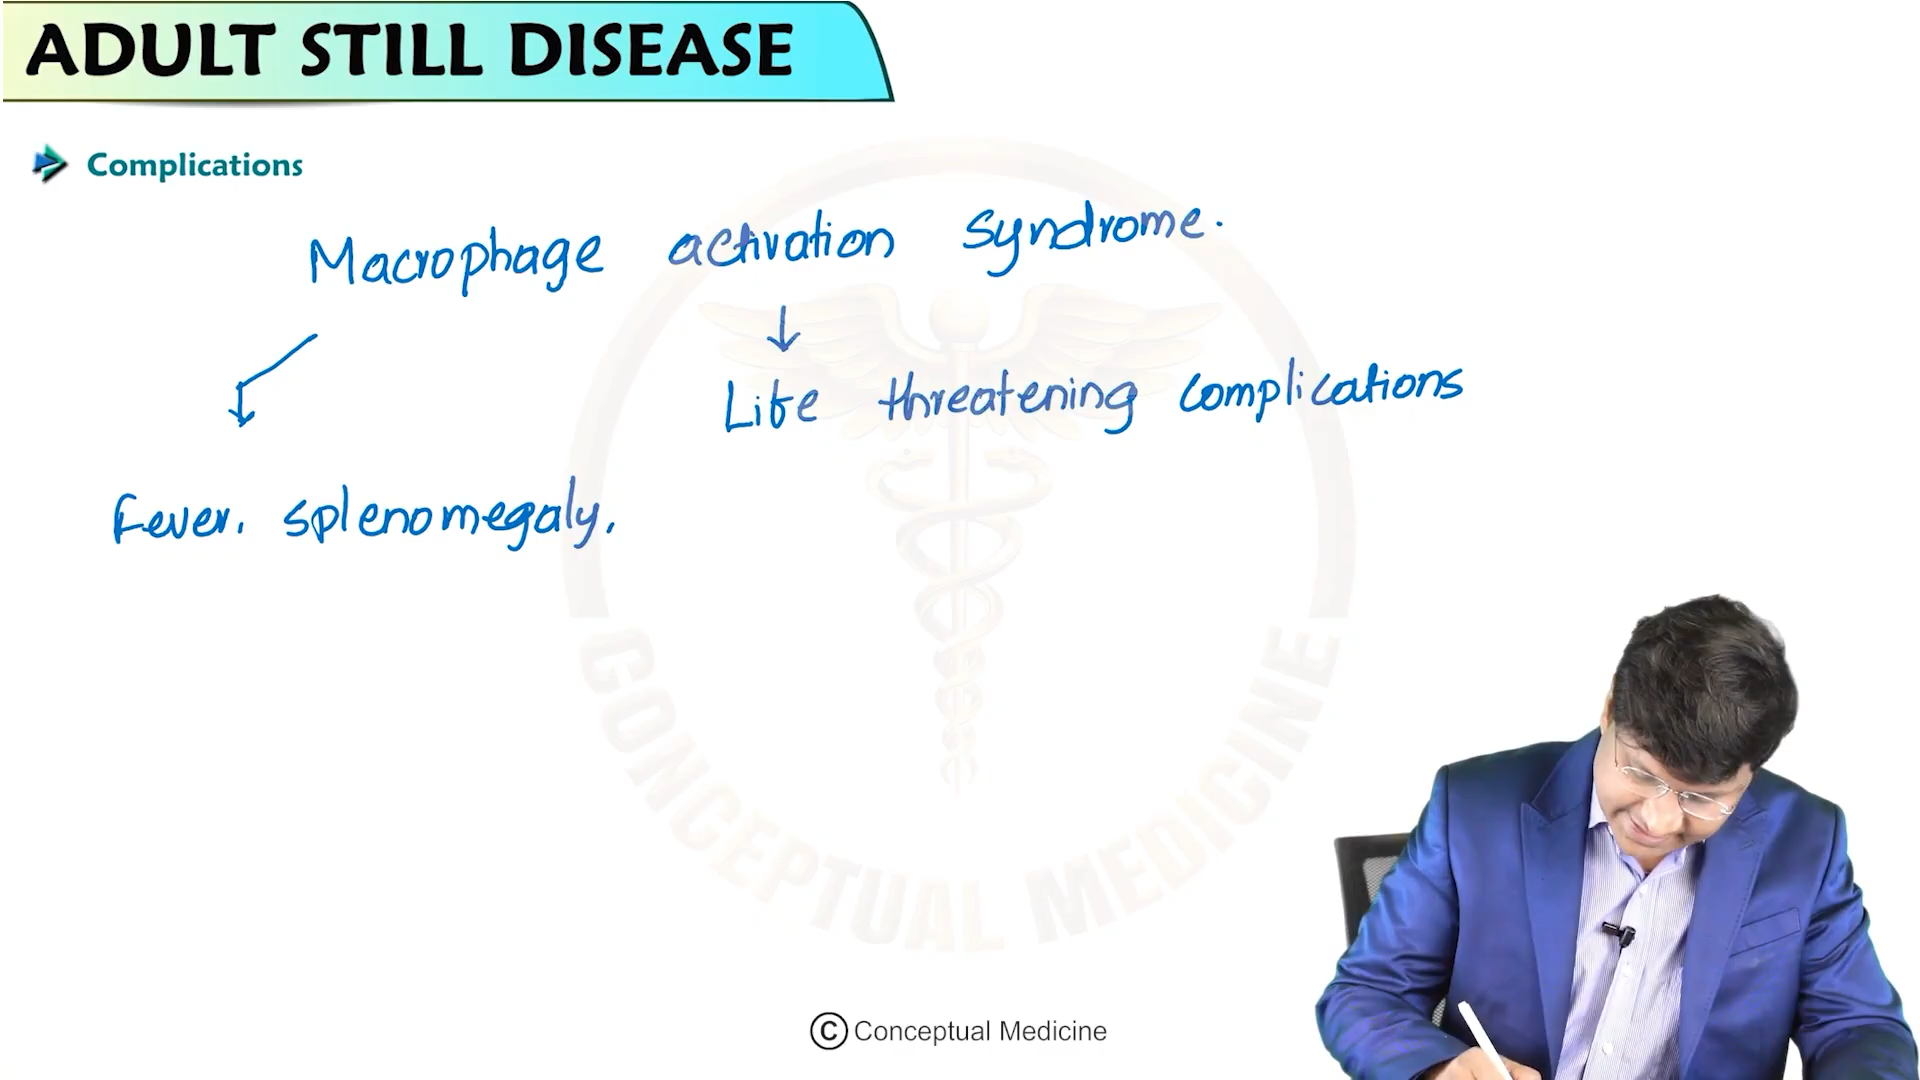 ADULT STILL DISEASE
Complications
Macrophage activation syndrome.
↓
Life threatening complications
Fever, splenomegaly,
CONCEPTUAL MEDICINE
© Conceptual Medicine